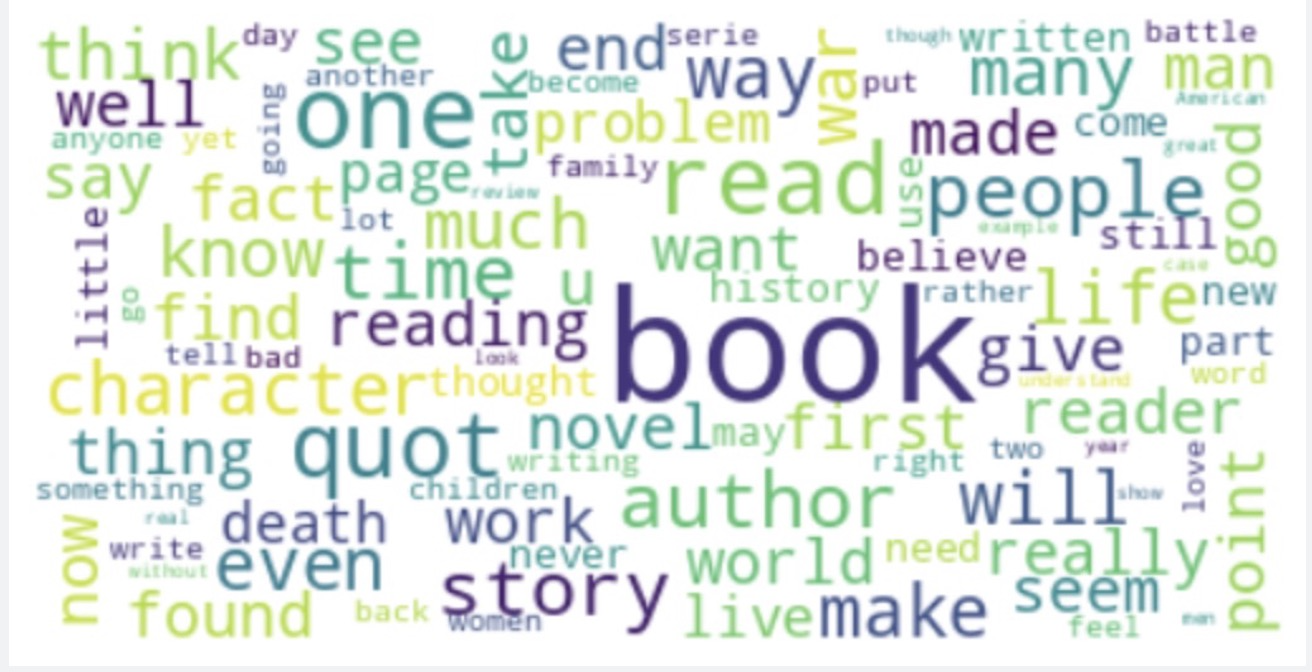 think day see take end serie way war though written battle
well another one become put many man American
anyone yet going problem made come great good
say fact page review family read use people
little lot much example still
know time u want believe case
go find reading history book rather life new
tell bad look give part
character thought understand word
thing quot novel may first reader
something writing right two year love point
children author will show
now real death work
write even never world need really
without story seem
found back women live make feel men